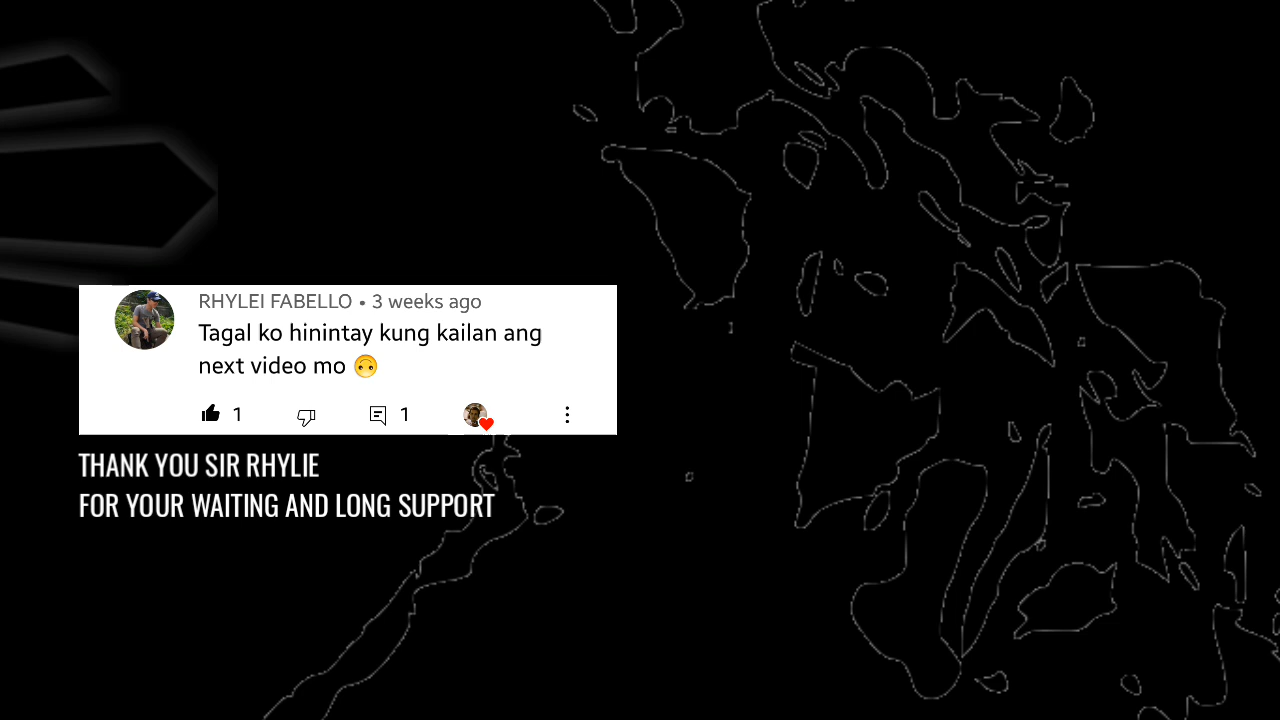 RHYLEI FABELLO • 3 weeks ago
Tagal ko hinintay kung kailan ang
next video mo 🙃
1 1
THANK YOU SIR RHYLIE
FOR YOUR WAITING AND LONG SUPPORT